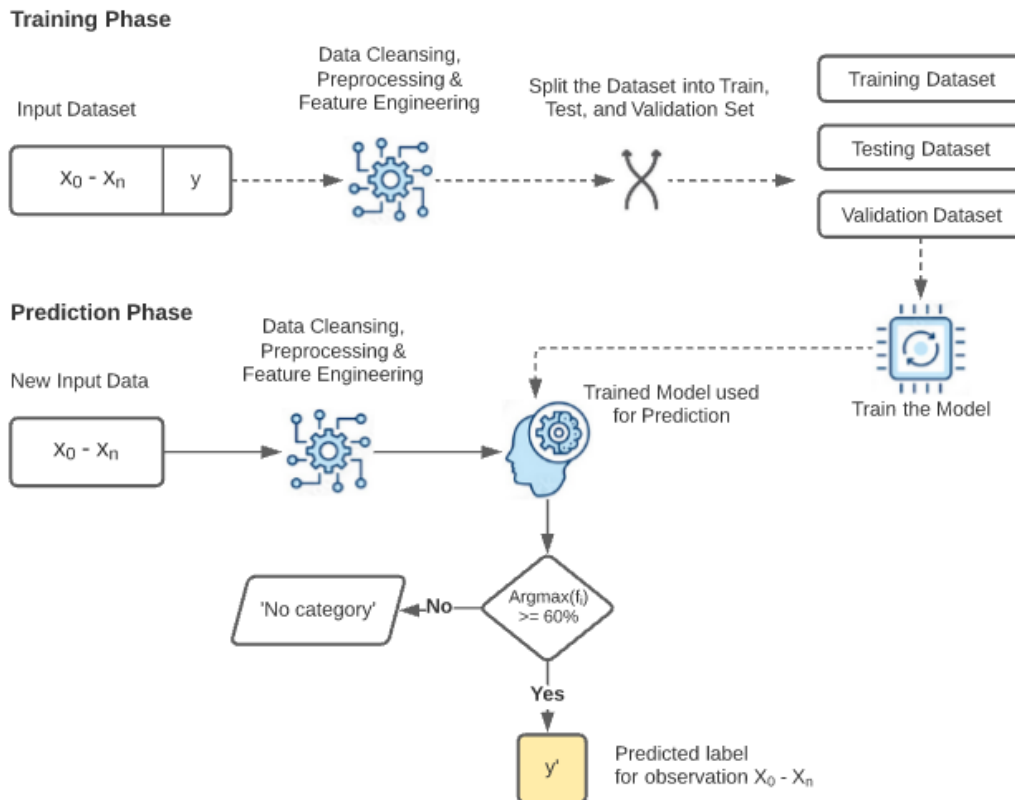 Training Phase
Input Dataset
X₀ - Xₙ
y
Data Cleansing,
Preprocessing &
Feature Engineering
Split the Dataset into Train,
Test, and Validation Set
Training Dataset
Testing Dataset
Validation Dataset
Train the Model
Prediction Phase
New Input Data
X₀ - Xₙ
Data Cleansing,
Preprocessing &
Feature Engineering
Trained Model used
for Prediction
Argmax(fᵢ)
>= 60%
No
'No category'
Yes
y'
Predicted label
for observation X₀ - Xₙ